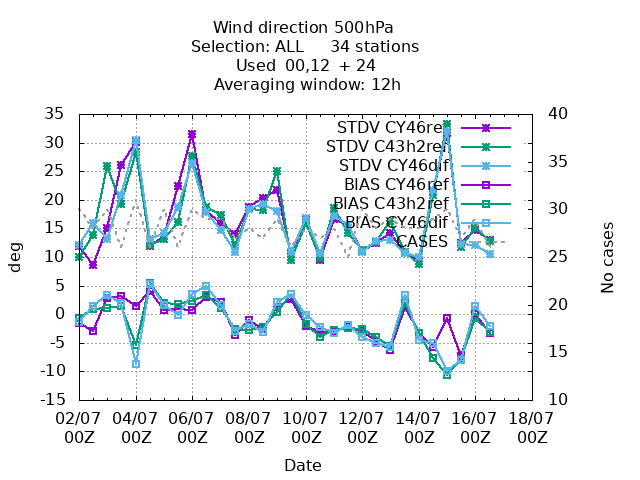 Wind direction 500hPa
Selection: ALL 34 stations
Used 00,12 + 24
Averaging window: 12h
35
30
25
20
15
10
5
0
-5
-10
-15
deg
40
35
30
25
20
15
10
No cases
STDV CY46ref
STDV C43h2ref
STDV CY46dif
BIAS CY46ref
BIAS C43h2ref
BIAS CY46dif
CASES
02/07 04/07 06/07 08/07 10/07 12/07 14/07 16/07 18/07
00Z 00Z 00Z 00Z 00Z 00Z 00Z 00Z 00Z
Date